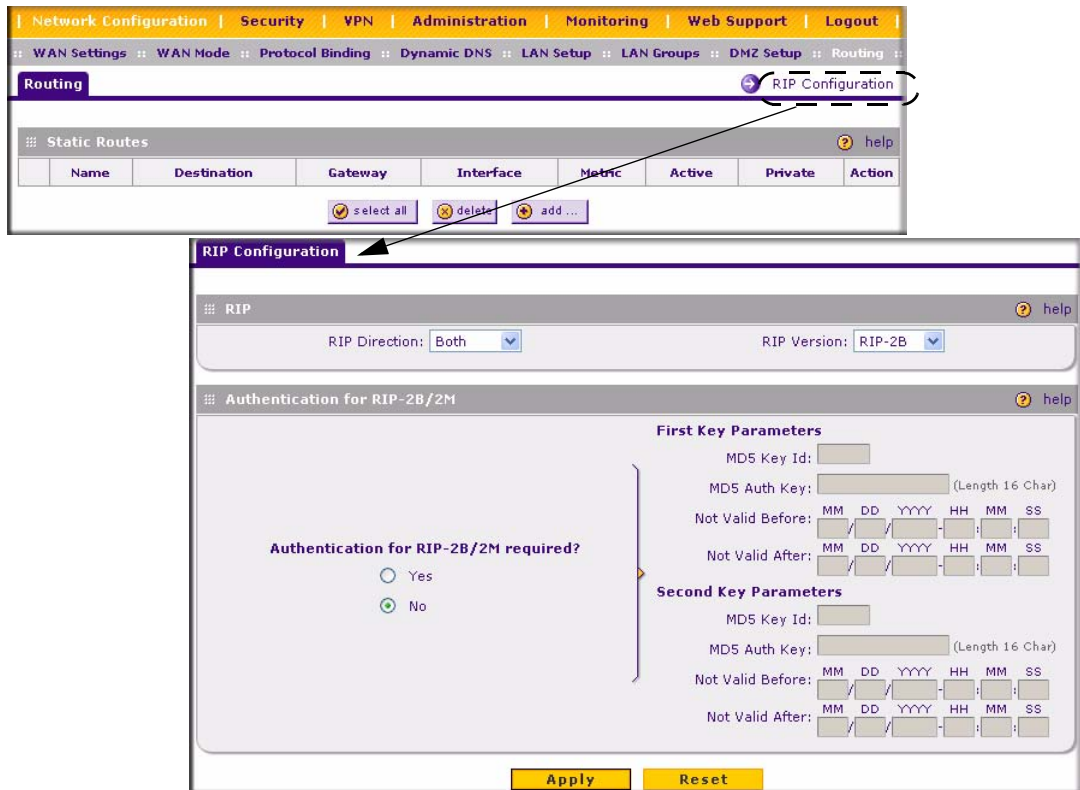 | Network Configuration | Security | VPN | Administration | Monitoring | Web Support | Logout |
:: WAN Settings :: WAN Mode :: Protocol Binding :: Dynamic DNS :: LAN Setup :: LAN Groups :: DMZ Setup :: Routing ::
Routing
RIP Configuration
Static Routes
help
Name Destination Gateway Interface Metric Active Private Action
select all delete add ...
RIP Configuration
RIP
help
RIP Direction: Both RIP Version: RIP-2B
Authentication for RIP-2B/2M
help
Authentication for RIP-2B/2M required?
Yes
No
First Key Parameters
MD5 Key Id:
MD5 Auth Key: (Length 16 Char)
MM DD YYYY HH MM SS
Not Valid Before: / / - : :
MM DD YYYY HH MM SS
Not Valid After: / / - : :
Second Key Parameters
MD5 Key Id:
MD5 Auth Key: (Length 16 Char)
MM DD YYYY HH MM SS
Not Valid Before: / / - : :
MM DD YYYY HH MM SS
Not Valid After: / / - : :
Apply Reset